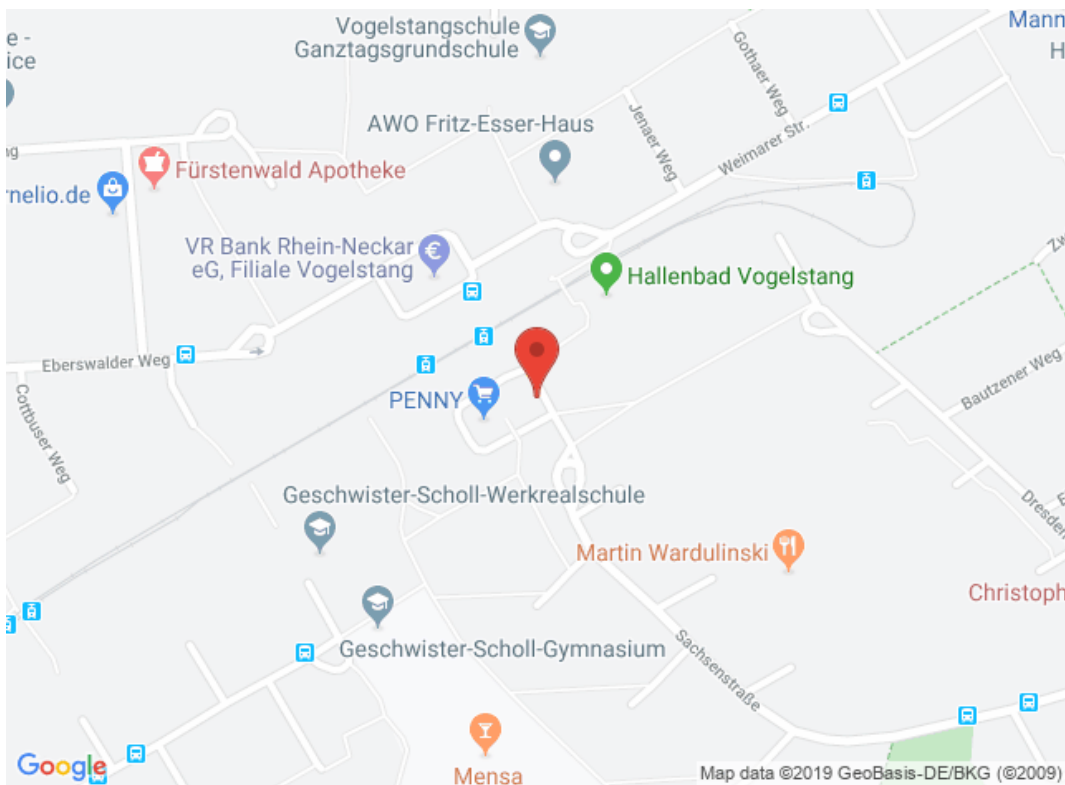 Vogelstangschule
Ganztagsgrundschule
Mann
H
e -
ice
Gothaer Weg
Jenaer Weg
Weimarer Str.
AWO Fritz-Esser-Haus
ng
Fürstenwald Apotheke
rnelio.de
VR Bank Rhein-Neckar
eG, Filiale Vogelstang
Hallenbad Vogelstang
Zw
Eberswalder Weg
Cottbuser Weg
PENNY
Bautzener Weg
Geschwister-Scholl-Werkrealschule
Dresden
E
Martin Wardulinski
Christoph
Geschwister-Scholl-Gymnasium
Sachsenstraße
Mensa
Google
Map data ©2019 GeoBasis-DE/BKG (©2009)